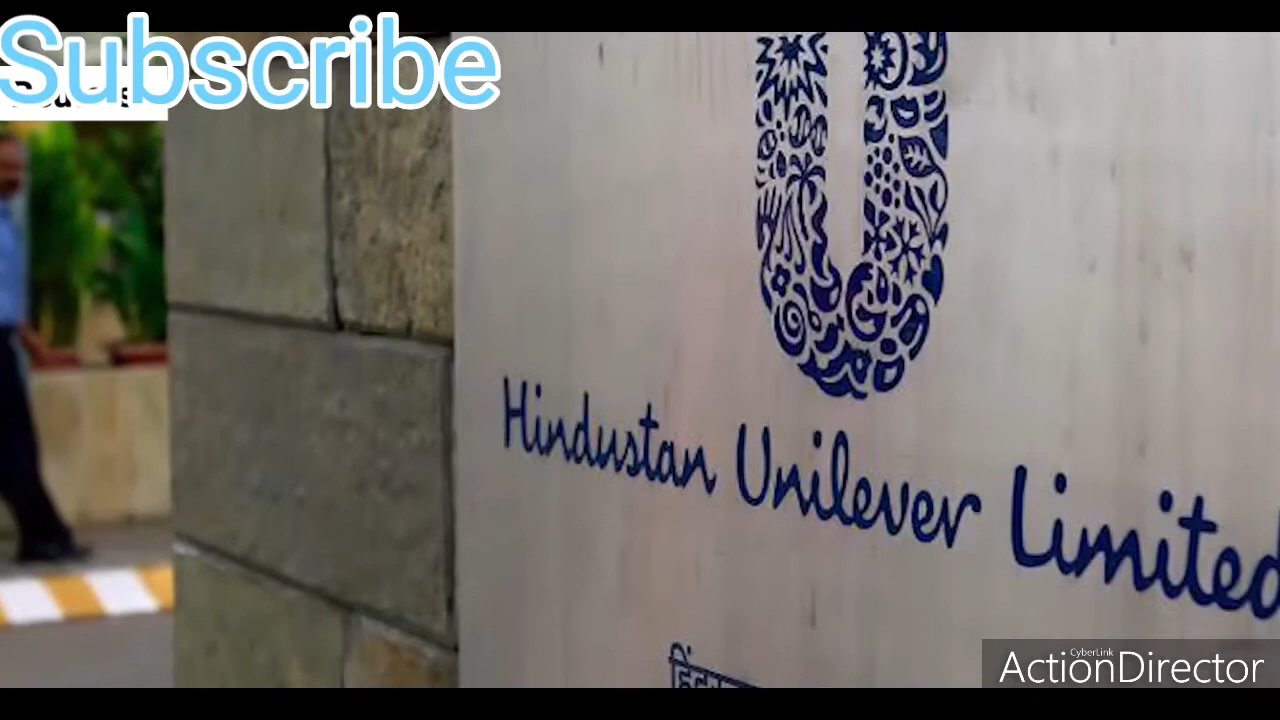 Subscribe
Hindustan Unilever Limited
CyberLink
ActionDirector